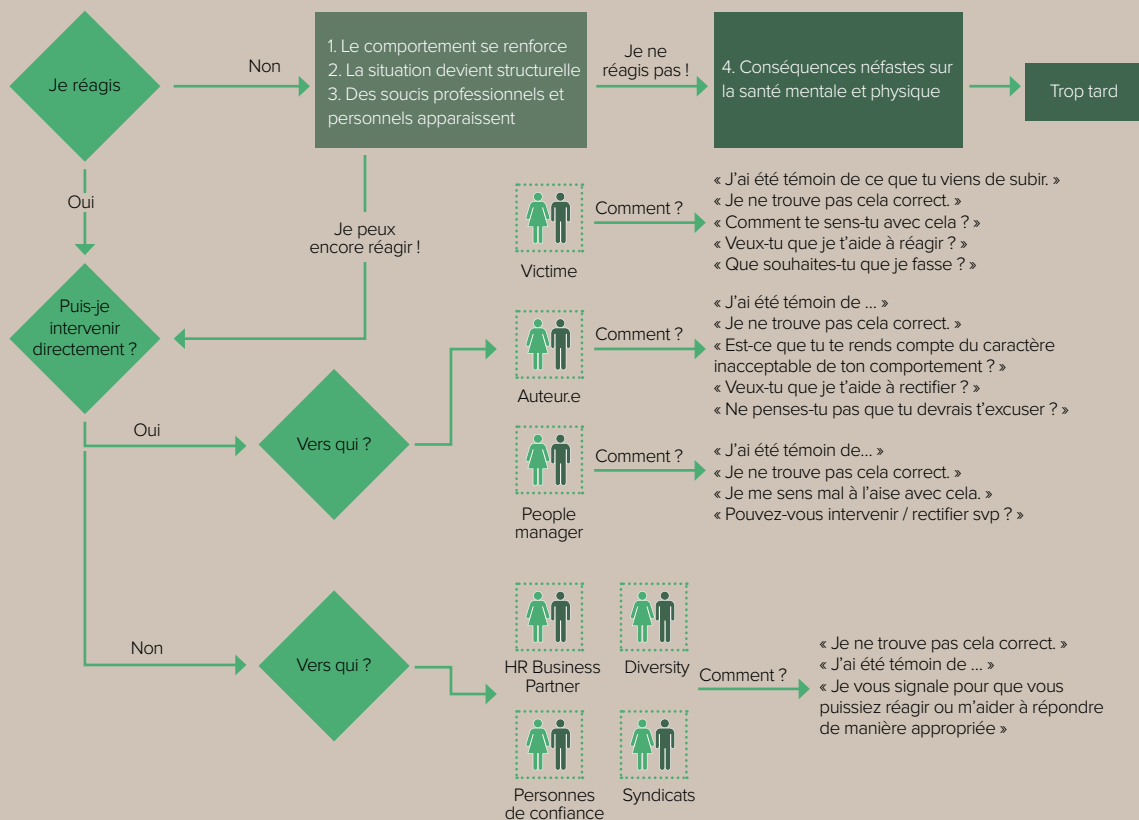 Je réagis
Non
1. Le comportement se renforce
2. La situation devient structurelle
3. Des soucis professionnels et
personnels apparaissent
Je ne
réagis pas !
4. Conséquences néfastes sur
la santé mentale et physique
Trop tard
Oui
Je peux
encore réagir !
Puis-je
intervenir
directement ?
Victime
Comment ?
« J’ai été témoin de ce que tu viens de subir. »
« Je ne trouve pas cela correct. »
« Comment te sens-tu avec cela ? »
« Veux-tu que je t’aide à réagir ? »
« Que souhaites-tu que je fasse ? »
Oui
Vers qui ?
Auteur.e
Comment ?
« J’ai été témoin de ... »
« Je ne trouve pas cela correct. »
« Est-ce que tu te rends compte du caractère
inacceptable de ton comportement ? »
« Veux-tu que je t’aide à rectifier ? »
« Ne penses-tu pas que tu devrais t’excuser ? »
People
manager
Comment ?
« J’ai été témoin de... »
« Je ne trouve pas cela correct. »
« Je me sens mal à l’aise avec cela. »
« Pouvez-vous intervenir / rectifier svp ? »
Non
Vers qui ?
HR Business
Partner
Diversity
Personnes
de confiance
Syndicats
Comment ?
« Je ne trouve pas cela correct. »
« J’ai été témoin de ... »
« Je vous signale pour que vous
puissiez réagir ou m’aider à répondre
de manière appropriée »